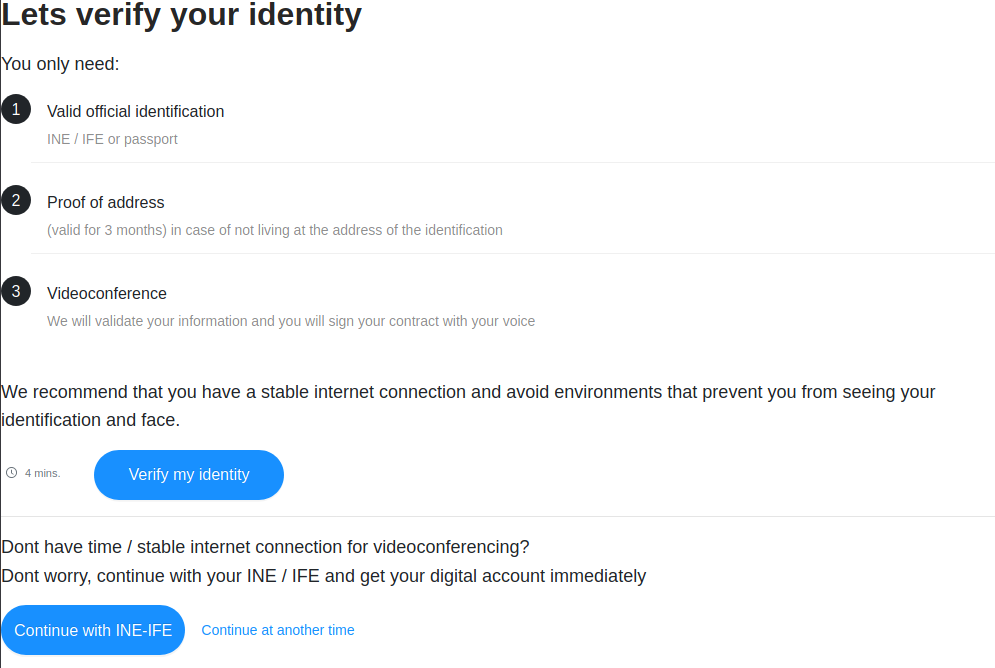 Lets verify your identity
You only need:
1 Valid official identification
INE / IFE or passport
2 Proof of address
(valid for 3 months) in case of not living at the address of the identification
3 Videoconference
We will validate your information and you will sign your contract with your voice
We recommend that you have a stable internet connection and avoid environments that prevent you from seeing your
identification and face.
4 mins. Verify my identity
Dont have time / stable internet connection for videoconferencing?
Dont worry, continue with your INE / IFE and get your digital account immediately
Continue with INE-IFE Continue at another time